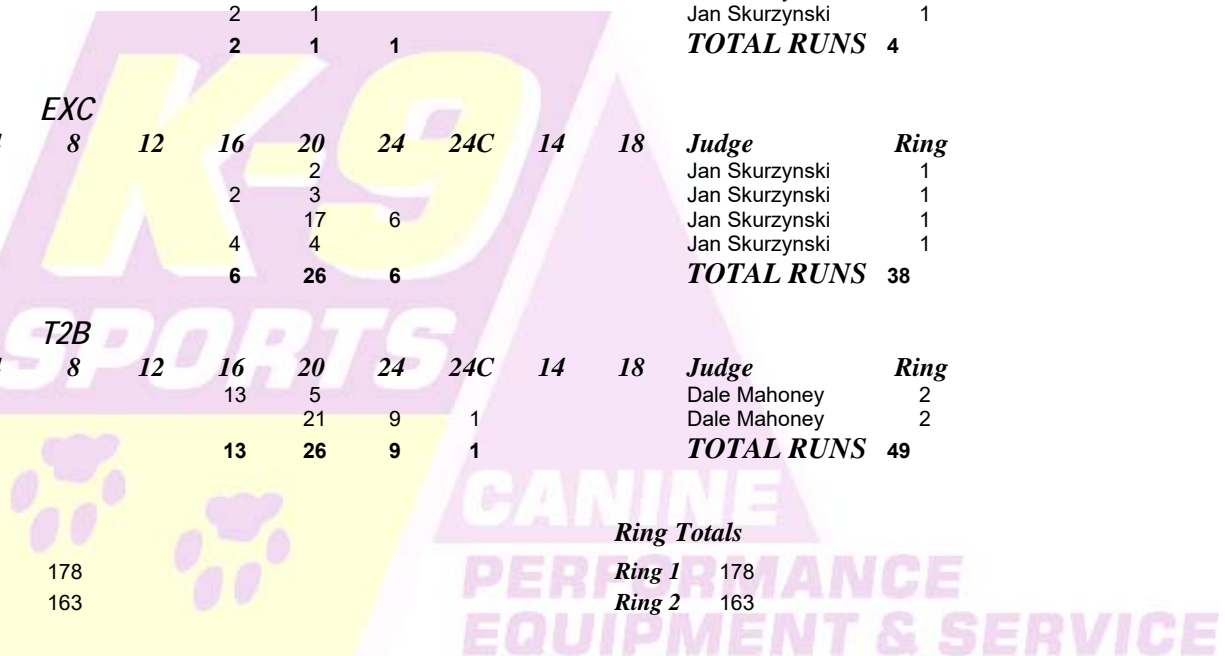 2 1 Jan Skurzynski 1
2 1 1 TOTAL RUNS 4
EXC
8 12 16 20 24 24C 14 18 Judge Ring
2 Jan Skurzynski 1
2 3 Jan Skurzynski 1
17 6 Jan Skurzynski 1
4 4 Jan Skurzynski 1
6 26 6 TOTAL RUNS 38
T2B
8 12 16 20 24 24C 14 18 Judge Ring
13 5 Dale Mahoney 2
21 9 1 Dale Mahoney 2
13 26 9 1 TOTAL RUNS 49
Ring Totals
178 Ring 1 178
163 Ring 2 163
K-9
SPORTS
CANINE
PERFORMANCE
EQUIPMENT & SERVICE